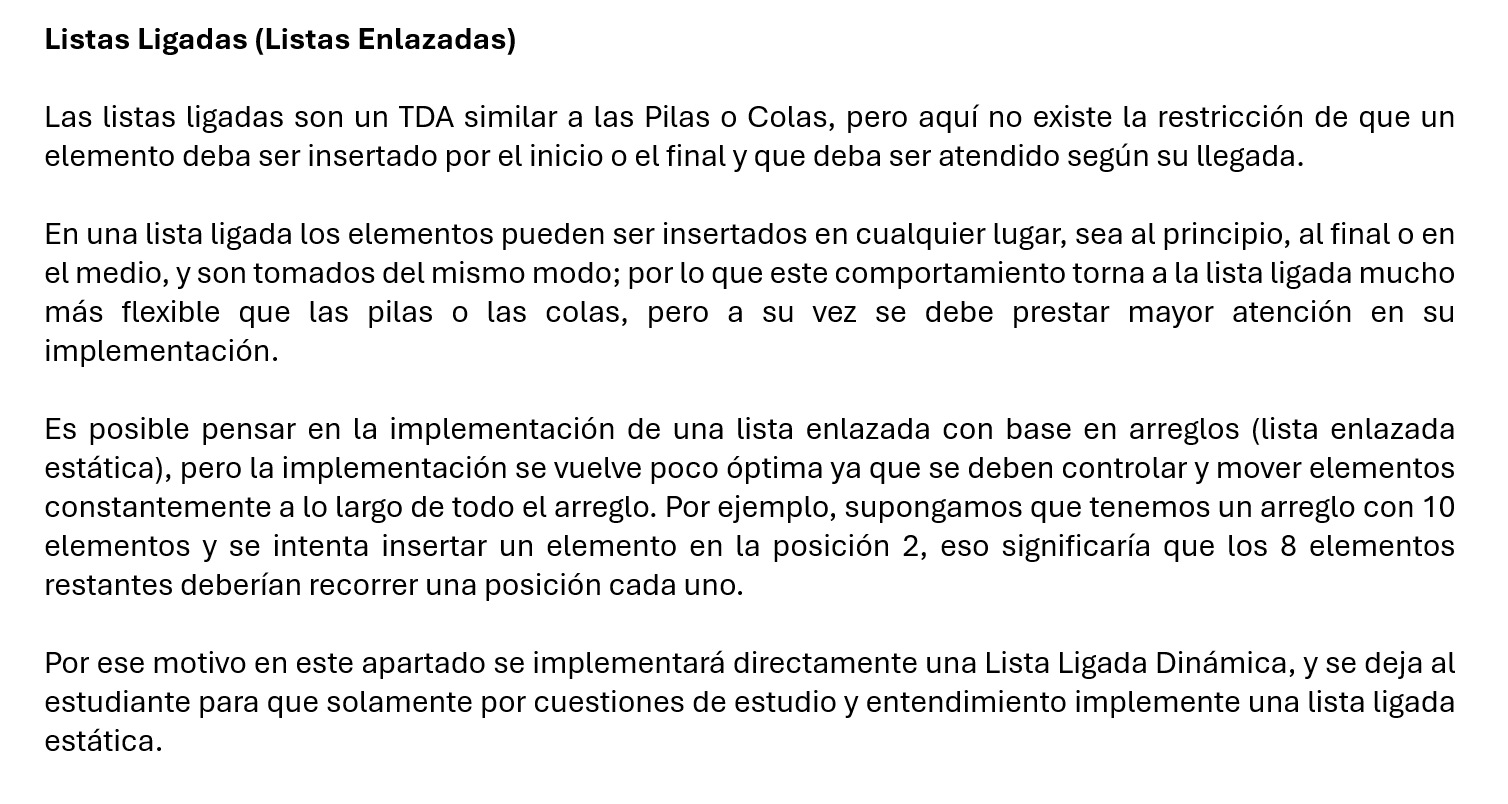 Listas Ligadas (Listas Enlazadas)
Las listas ligadas son un TDA similar a las Pilas o Colas, pero aquí no existe la restricción de que un
elemento deba ser insertado por el inicio o el final y que deba ser atendido según su llegada.
En una lista ligada los elementos pueden ser insertados en cualquier lugar, sea al principio, al final o en
el medio, y son tomados del mismo modo; por lo que este comportamiento torna a la lista ligada mucho
más flexible que las pilas o las colas, pero a su vez se debe prestar mayor atención en su
implementación.
Es posible pensar en la implementación de una lista enlazada con base en arreglos (lista enlazada
estática), pero la implementación se vuelve poco óptima ya que se deben controlar y mover elementos
constantemente a lo largo de todo el arreglo. Por ejemplo, supongamos que tenemos un arreglo con 10
elementos y se intenta insertar un elemento en la posición 2, eso significaría que los 8 elementos
restantes deberían recorrer una posición cada uno.
Por ese motivo en este apartado se implementará directamente una Lista Ligada Dinámica, y se deja al
estudiante para que solamente por cuestiones de estudio y entendimiento implemente una lista ligada
estática.